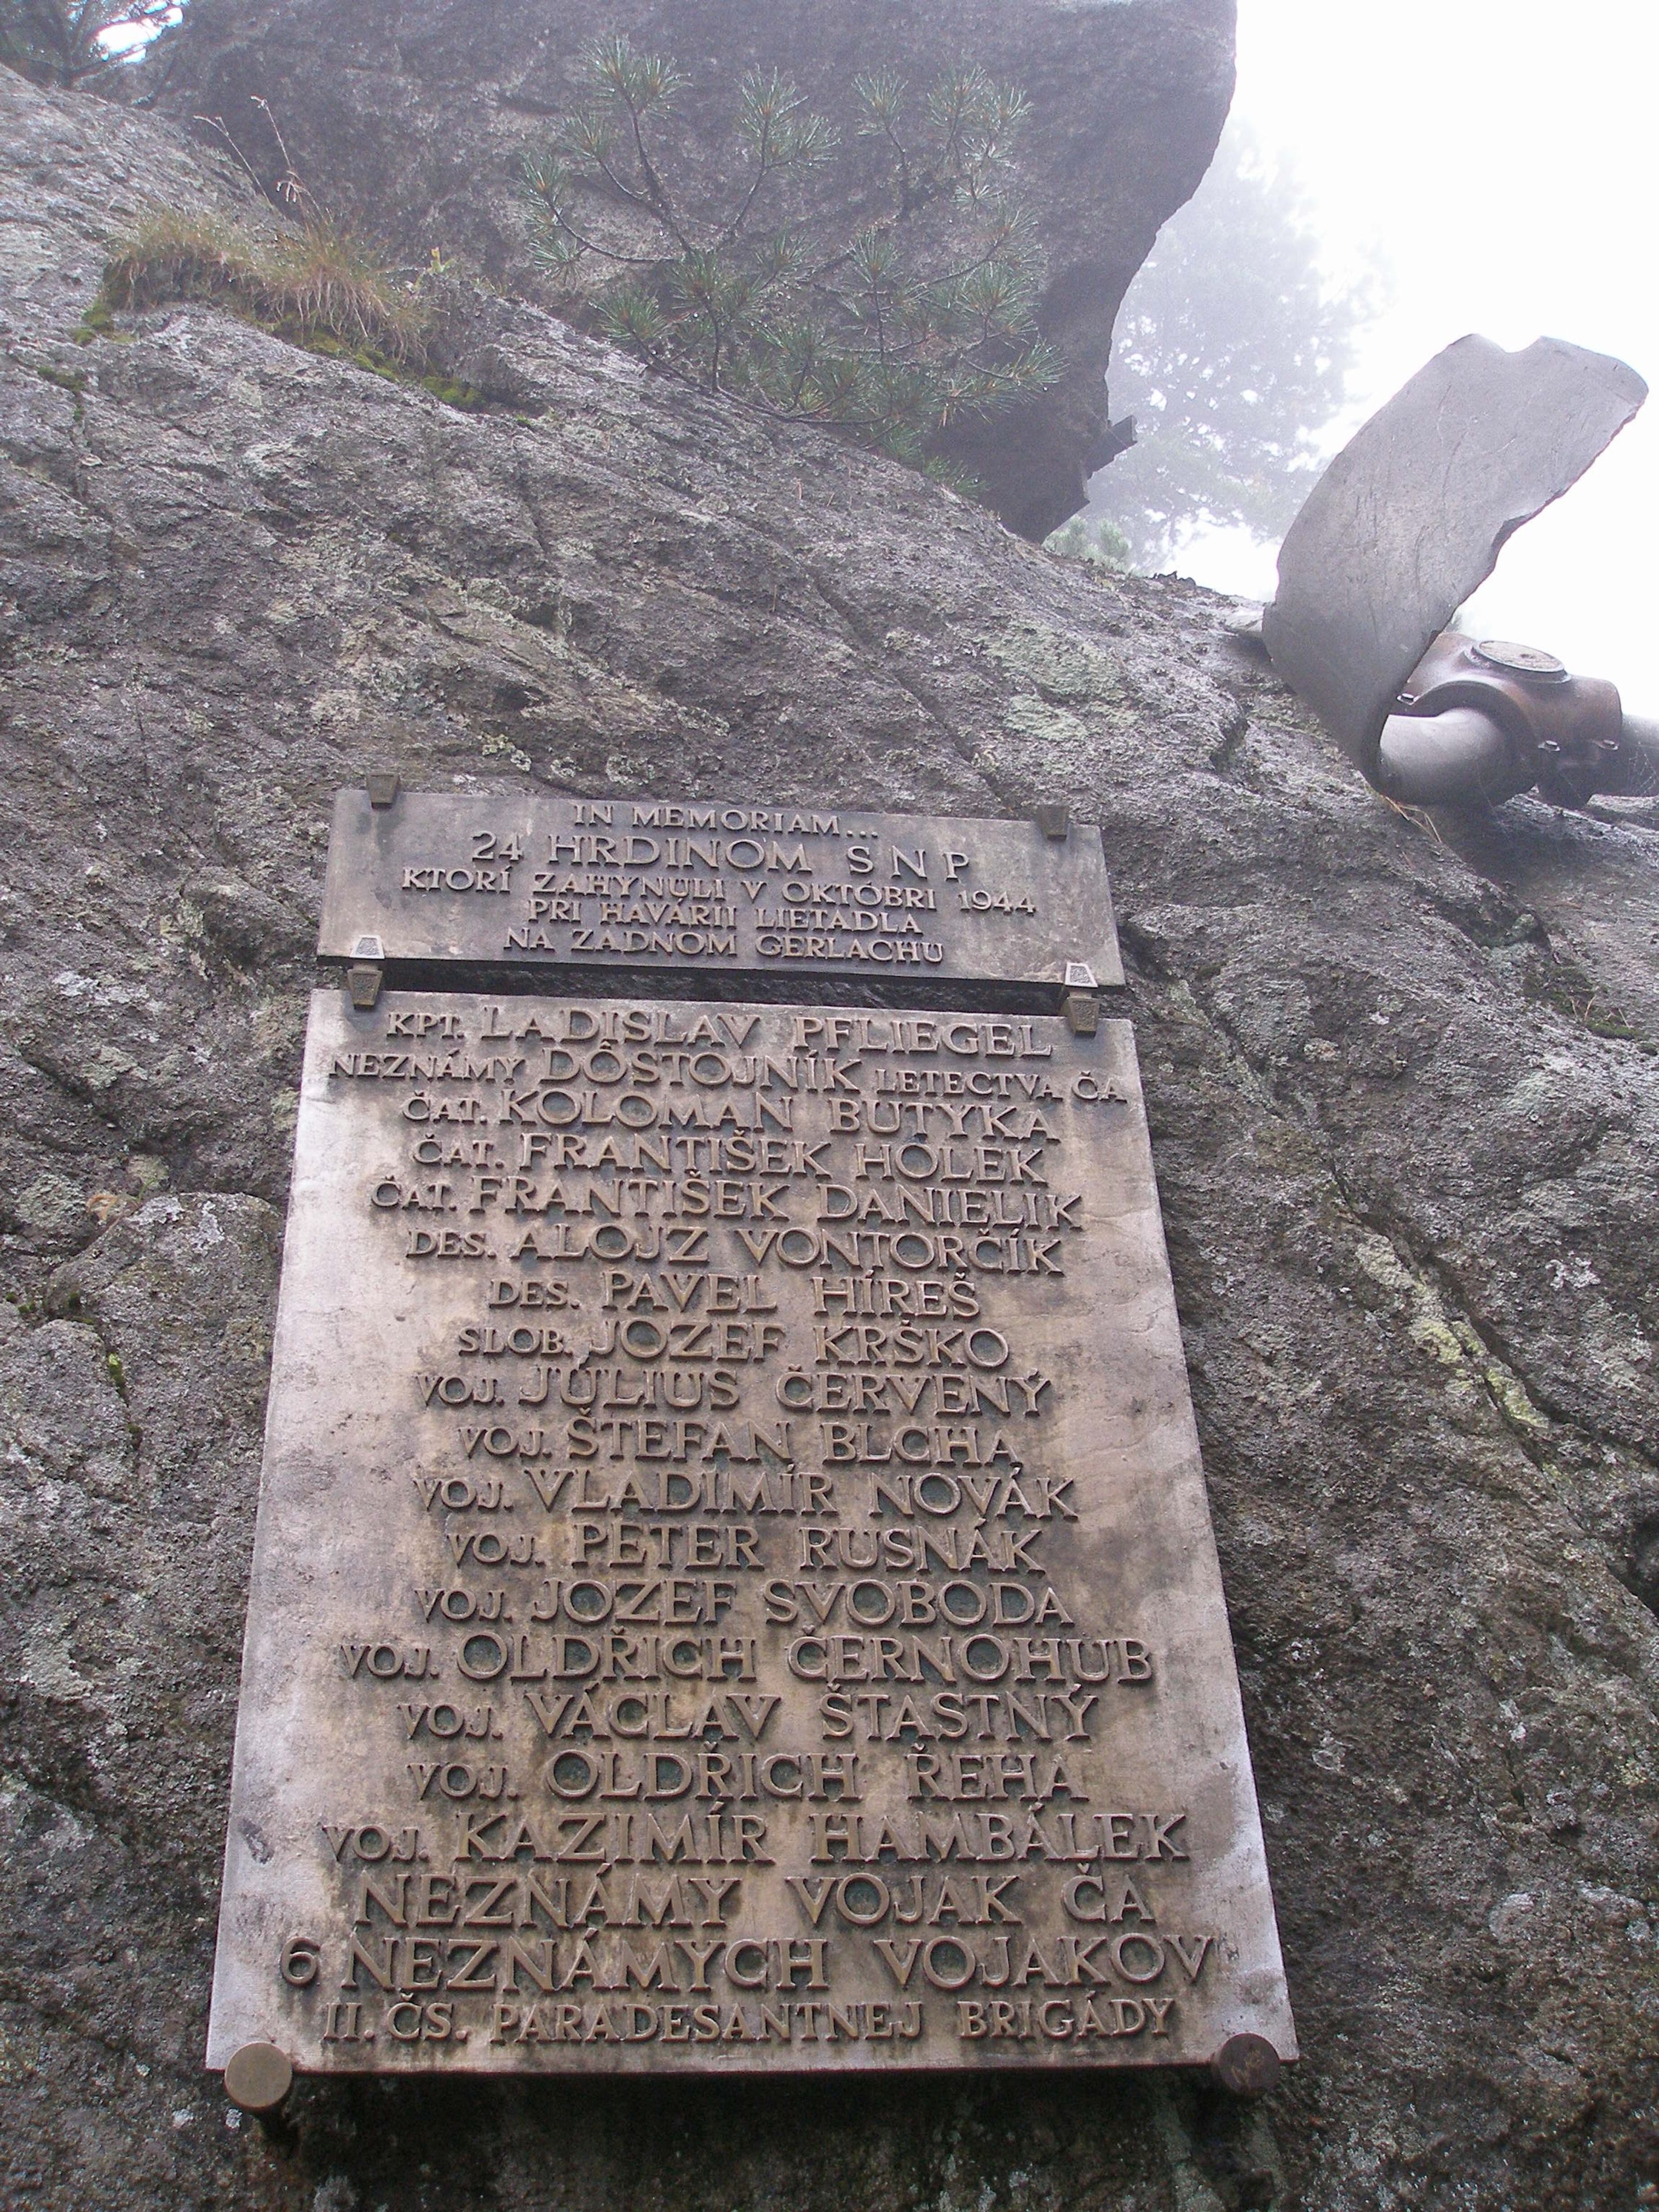 IN MEMORIAM...
24 HRDINOM SNP
KTORÍ ZAHYNULI V OKTÓBRI 1944
PRI HAVÁRII LIETADLA
NA ZADNOM GERLACHU
KPT. LADISLAV PFLIEGEL
NEZNÁMY DÔSTOJNÍK LETECTVA ČA
ČAT. KOLOMAN BUTYKA
ČAT. FRANTIŠEK HOLEK
ČAT. FRANTIŠEK DANIELIK
DES. ALOJZ VONTORČÍK
DES. PAVEL HÍREŠ
SLOB. JOZEF KRŠKO
VOJ. JÚLIUS ČERVENÝ
VOJ. ŠTEFAN BLCHA
VOJ. VLADIMÍR NOVÁK
VOJ. PETER RUSNÁK
VOJ. JOZEF SVOBODA
VOJ. OLDŘICH ČERNOHUB
VOJ. VÁCLAV ŠTASTNÝ
VOJ. OLDŘICH ŘEHA
VOJ. KAZIMÍR HAMBÁLEK
NEZNÁMY VOJAK ČA
6 NEZNÁMYCH VOJAKOV
II. ČS. PARADESANTNEJ BRIGÁDY